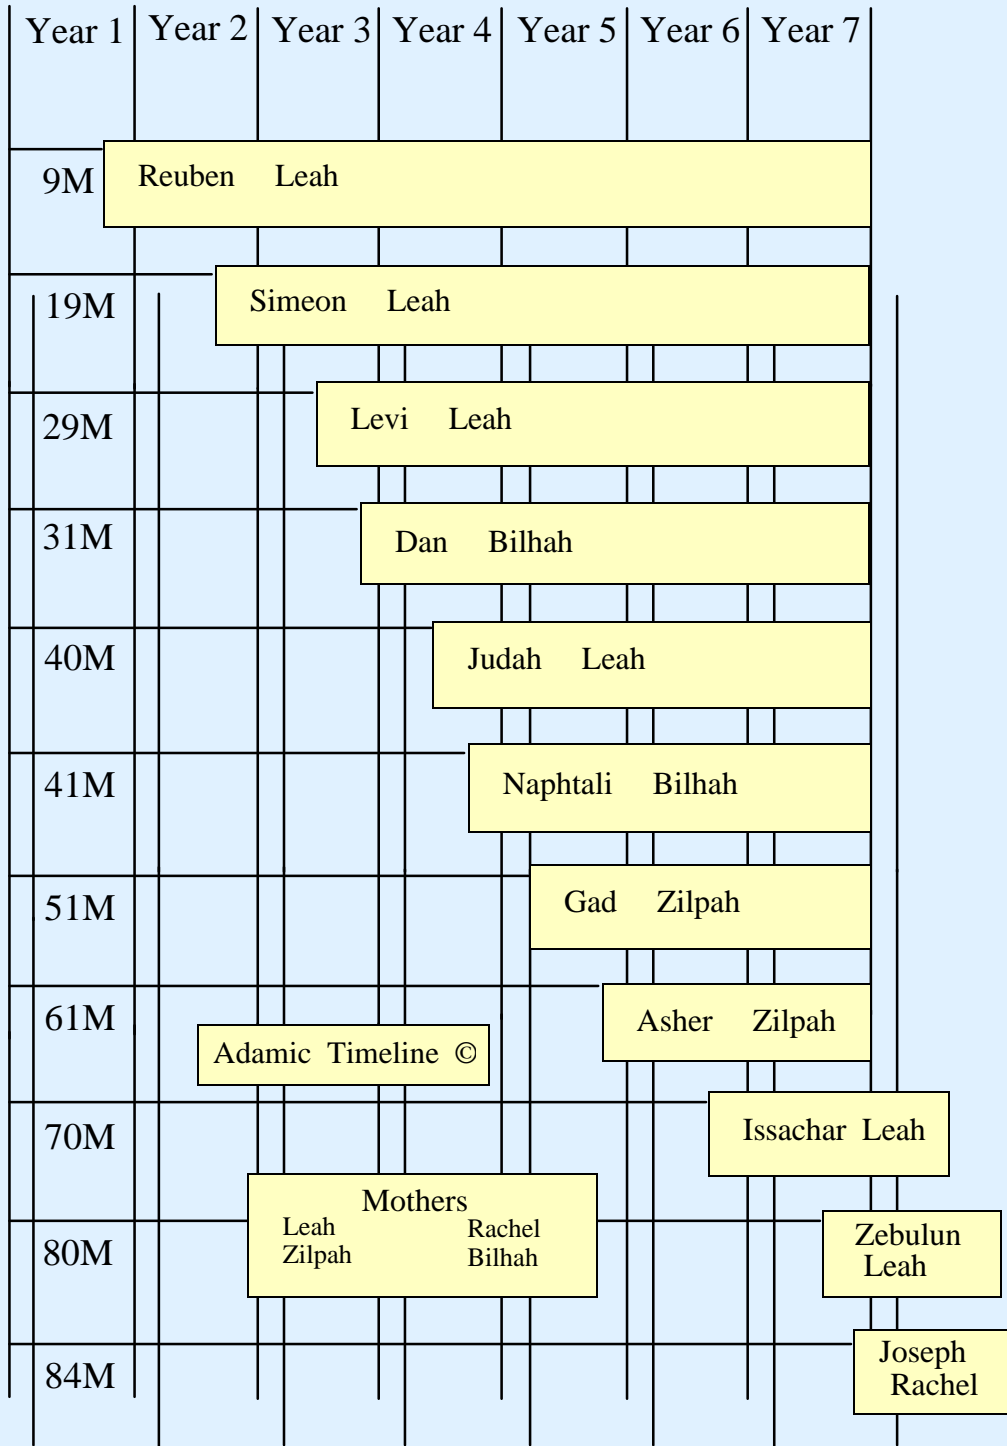 Year 1 Year 2 Year 3 Year 4 Year 5 Year 6 Year 7
9M Reuben Leah
19M Simeon Leah
29M Levi Leah
31M Dan Bilhah
40M Judah Leah
41M Naphtali Bilhah
51M Gad Zilpah
61M Asher Zilpah
Adamic Timeline ©
70M Issachar Leah
Mothers
Leah Rachel
Zilpah Bilhah
80M Zebulun
Leah
84M Joseph
Rachel